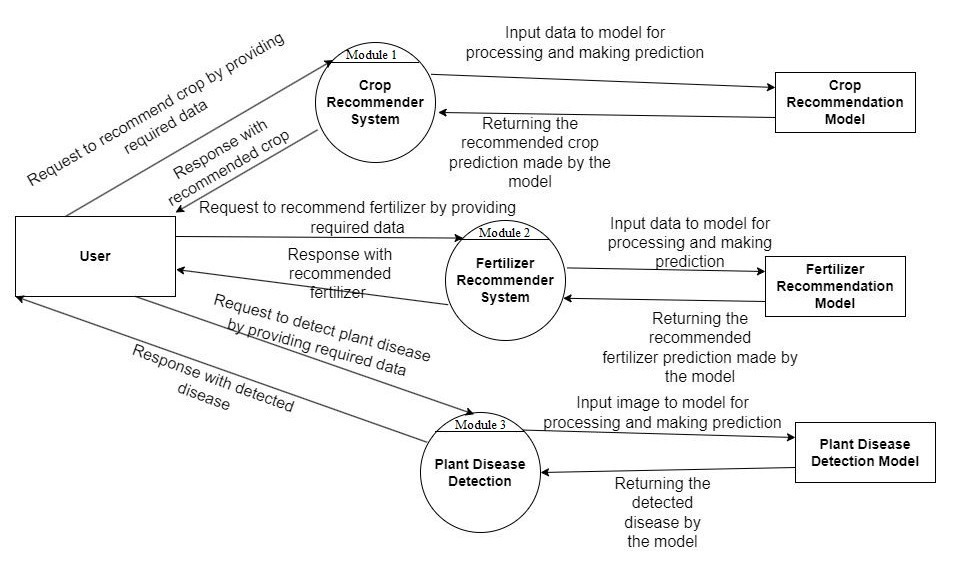 Input data to model for
processing and making prediction
Module 1
Crop
Recommender
System
Crop
Recommendation
Model
Request to recommend crop by providing
required data
Returning the
recommended crop
prediction made by the
model
Response with
recommended crop
Request to recommend fertilizer by providing
required data
User
Module 2
Fertilizer
Recommender
System
Input data to model for
processing and making
prediction
Fertilizer
Recommendation
Model
Response with
recommended
fertilizer
Returning the
recommended
fertilizer prediction made by
the model
Request to detect plant disease
by providing required data
Response with detected
disease
Input image to model for
processing and making prediction
Module 3
Plant Disease
Detection
Plant Disease
Detection Model
Returning the
detected
disease by
the model